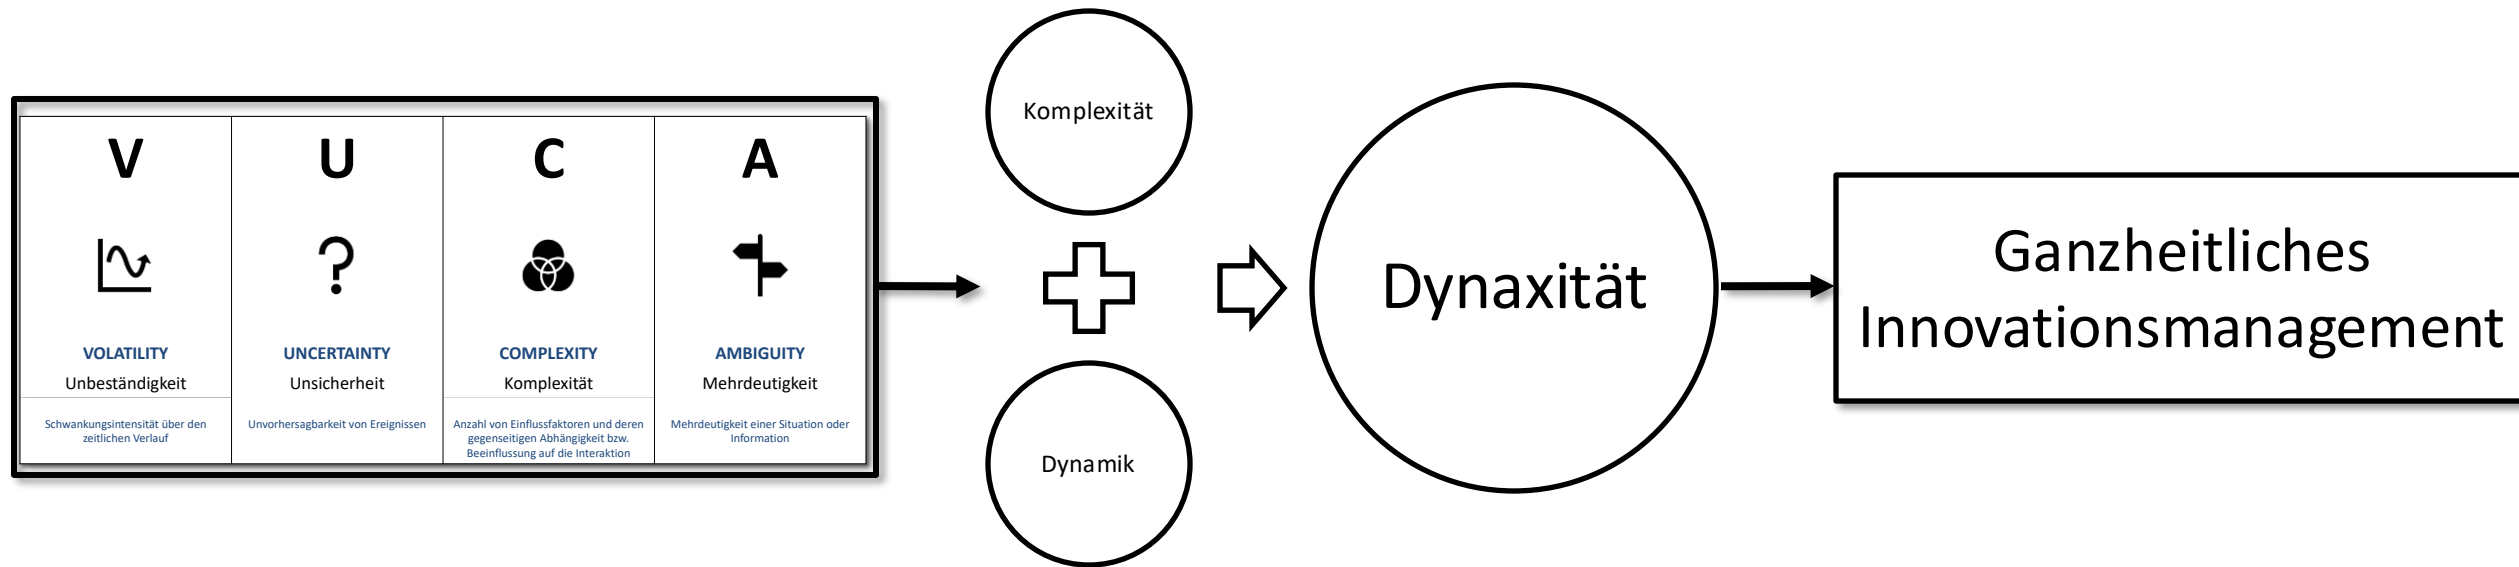 V
U
C
A
?
VOLATILITY
Unbeständigkeit
Schwankungsintensität über den
zeitlichen Verlauf
UNCERTAINTY
Unsicherheit
Unvorhersagbarkeit von Ereignissen
COMPLEXITY
Komplexität
Anzahl von Einflussfaktoren und deren
gegenseitigen Abhängigkeit bzw.
Beeinflussung auf die Interaktion
AMBIGUITY
Mehrdeutigkeit
Mehrdeutigkeit einer Situation oder
Information
Komplexität
Dynamik
Dynaxität
Ganzheitliches
Innovationsmanagement